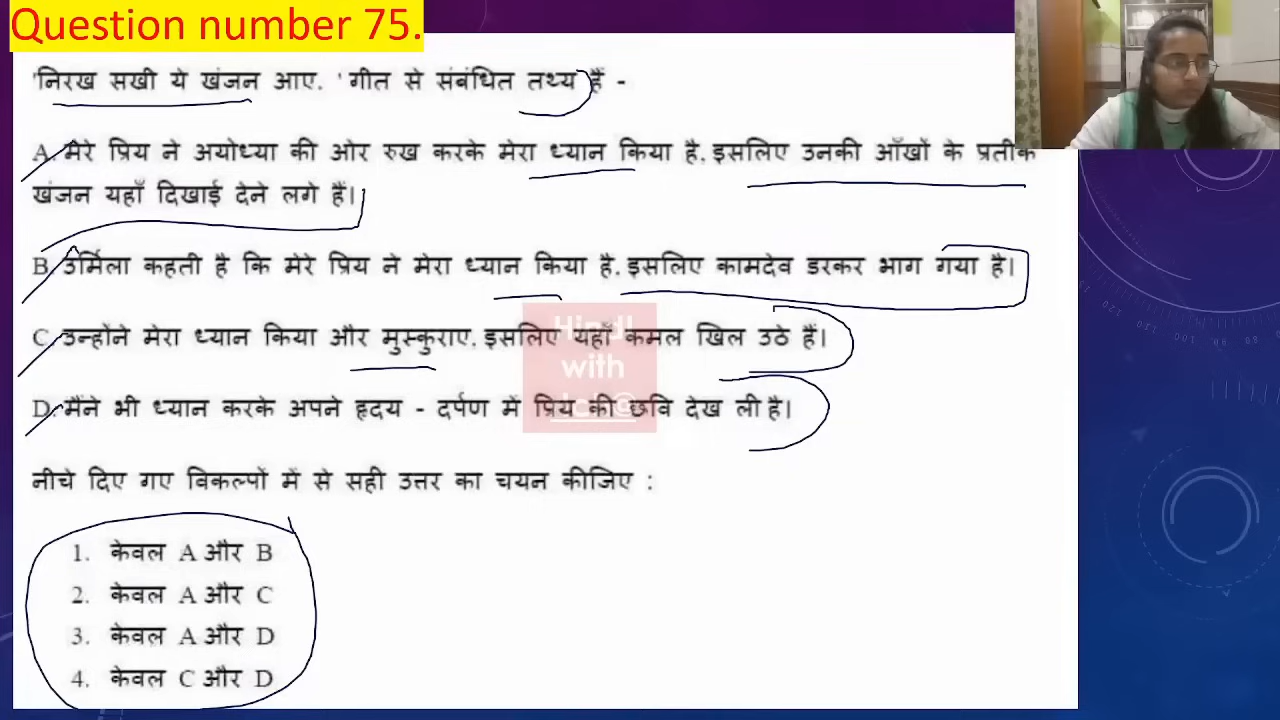 Question number 75.
'निरख सखी ये खंजन आए. ' गीत से संबंधित तथ्य हैं -
A. मेरे प्रिय ने अयोध्या की ओर रुख करके मेरा ध्यान किया है, इसलिए उनकी आँखों के प्रतीक
खंजन यहाँ दिखाई देने लगे हैं।
B. उर्मिला कहती है कि मेरे प्रिय ने मेरा ध्यान किया है, इसलिए कामदेव डरकर भाग गया है।
C. उन्होंने मेरा ध्यान किया और मुस्कुराए, इसलिए यहाँ कमल खिल उठे हैं।
D. मैंने भी ध्यान करके अपने हृदय - दर्पण में प्रिय की छवि देख ली है।
नीचे दिए गए विकल्पों में से सही उत्तर का चयन कीजिए :
1. केवल A और B
2. केवल A और C
3. केवल A और D
4. केवल C और D
Hindi
with